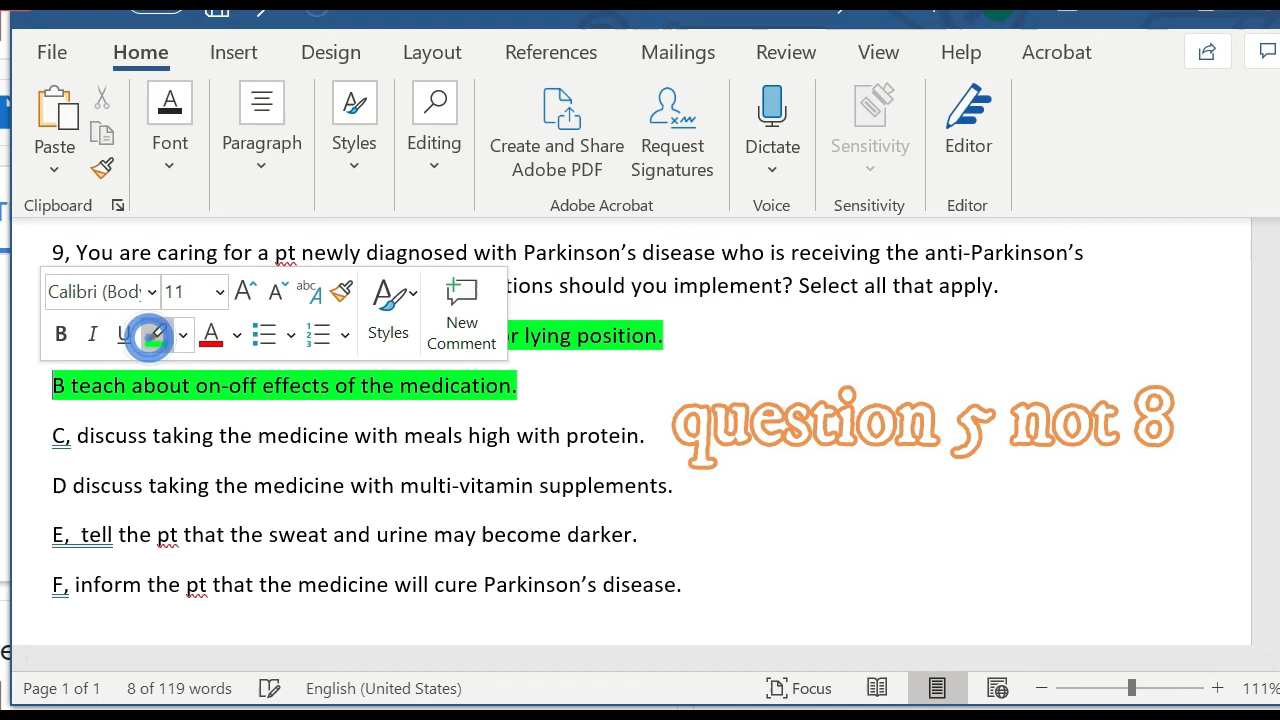 File Home Insert Design Layout References Mailings Review View Help Acrobat
Paste Font Paragraph Styles Editing Create and Share Adobe PDF Request Signatures Dictate Sensitivity Editor
Clipboard Adobe Acrobat Voice Sensitivity Editor
9, You are caring for a pt newly diagnosed with Parkinson's disease who is receiving the anti-Parkinson's
should you implement? Select all that apply.
Calibri (Body 11
Styles
New Comment
lying position.
B teach about on-off effects of the medication.
C, discuss taking the medicine with meals high with protein.
question 5 not 8
D discuss taking the medicine with multi-vitamin supplements.
E, tell the pt that the sweat and urine may become darker.
F, inform the pt that the medicine will cure Parkinson's disease.
Page 1 of 1 8 of 119 words English (United States) Focus 111%